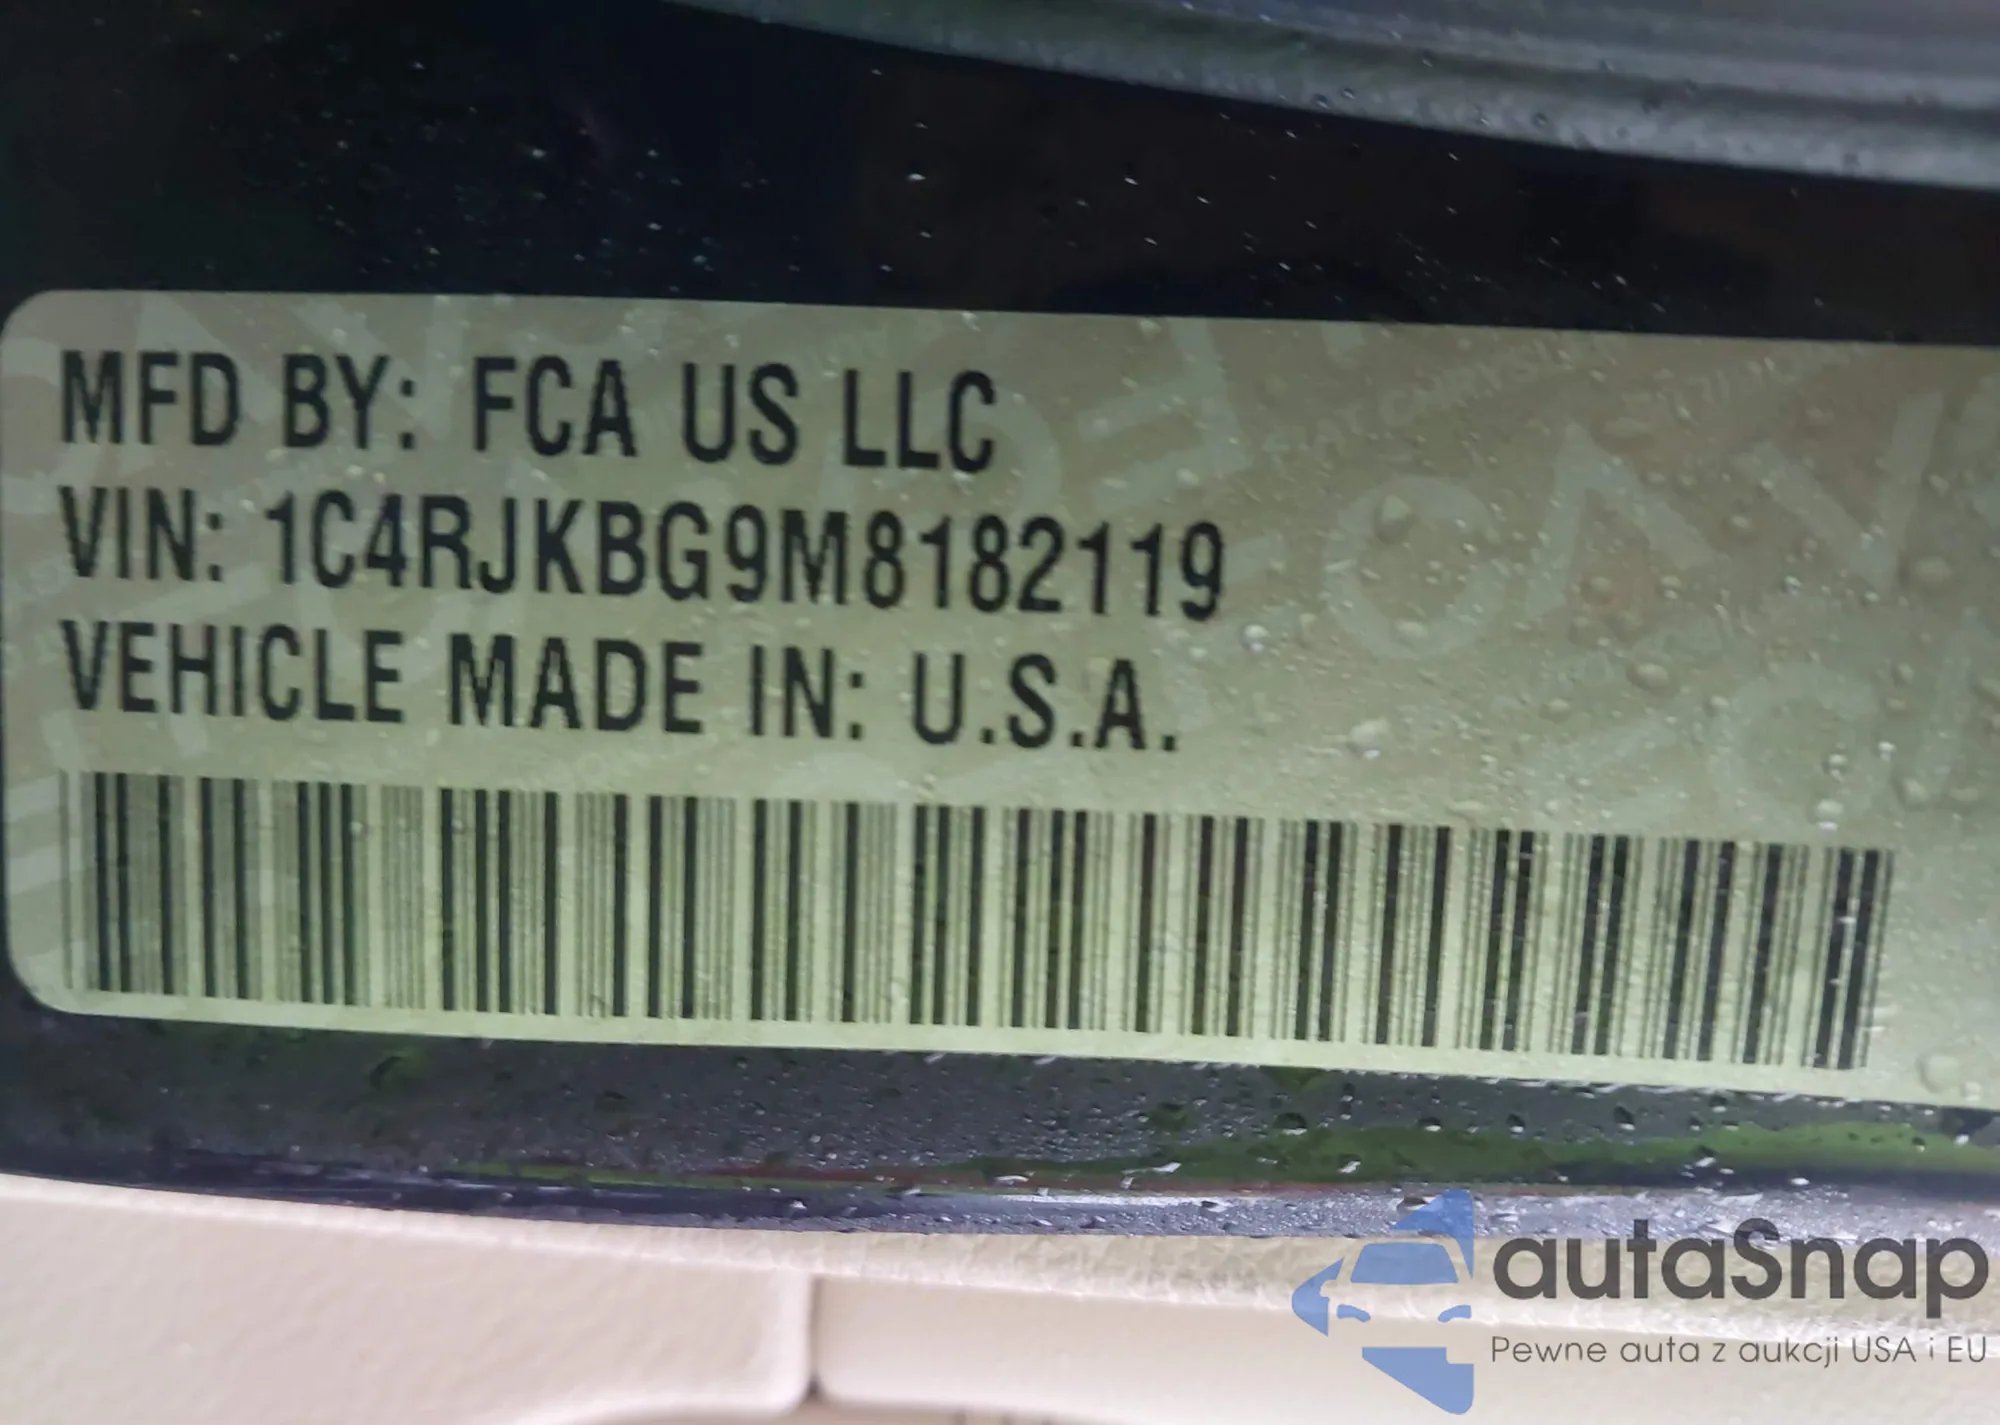 MFD BY: FCA US LLC
VIN: 1C4RJKBG9M8182119
VEHICLE MADE IN: U.S.A.
autaSnap
Pewne auta z aukcji USA i EU